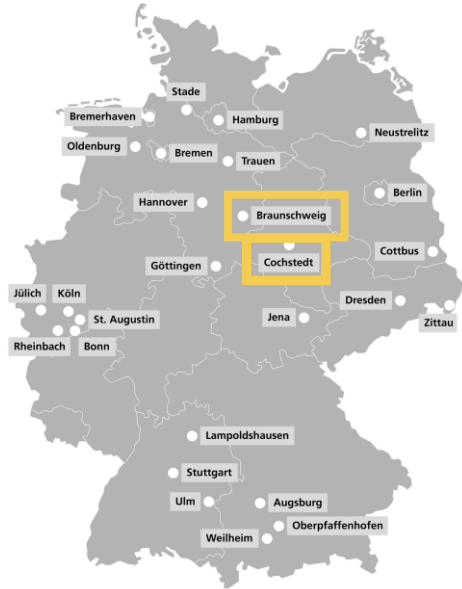 Stade
Bremerhaven
Hamburg
Neustrelitz
Oldenburg
Bremen
Trauen
Berlin
Hannover
Braunschweig
Cottbus
Cochstedt
Göttingen
Jülich
Köln
Dresden
St. Augustin
Jena
Zittau
Rheinbach
Bonn
Lampoldshausen
Stuttgart
Ulm
Augsburg
Oberpfaffenhofen
Weilheim